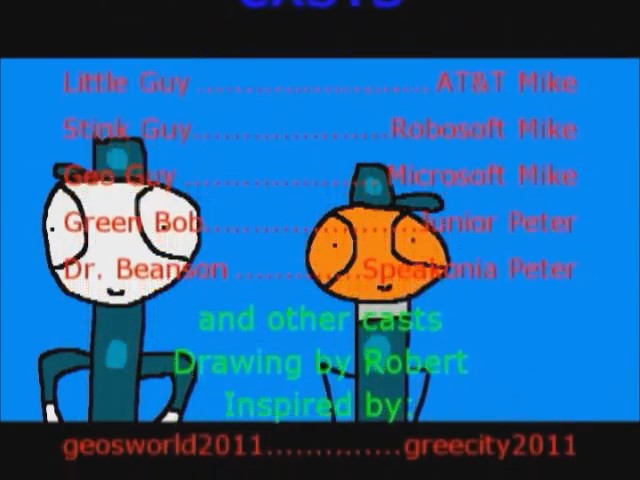 CASTS
Little Guy.............................AT&T Mike
Stink Guy........................Robosoft Mike
Geo Guy........................Microsoft Mike
Green Bob..........................Junior Peter
Dr. Beanson...............Speakonia Peter
and other casts
Drawing by Robert
Inspired by:
geosworld2011..............greecity2011